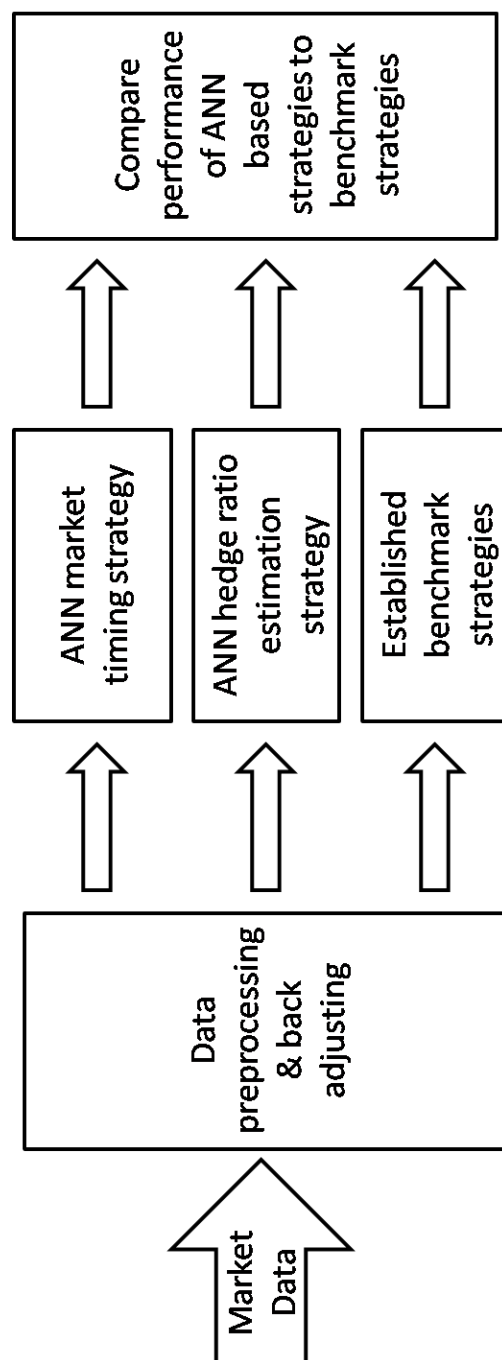 Market
Data
Data
preprocessing
& back
adjusting
ANN market
timing strategy
ANN hedge ratio
estimation
strategy
Established
benchmark
strategies
Compare
performance
of ANN
based
strategies to
benchmark
strategies